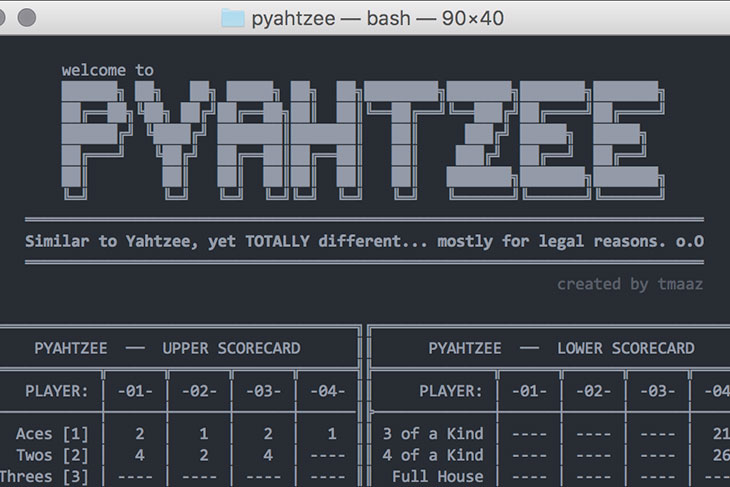 pyahtzee — bash — 90×40
welcome to
PYAHTZEE
Similar to Yahtzee, yet TOTALLY different... mostly for legal reasons. o.O
created by tmaaz
PYAHTZEE — UPPER SCORECARD
PLAYER: -01- -02- -03- -04-
Aces [1] 2 1 2 1
Twos [2] 4 2 4 ----
Threes [3] ---- ---- ---- ----
PYAHTZEE — LOWER SCORECARD
PLAYER: -01- -02- -03- -04
3 of a Kind ---- ---- ---- 21
4 of a Kind ---- ---- ---- 26
Full House ---- ---- ----